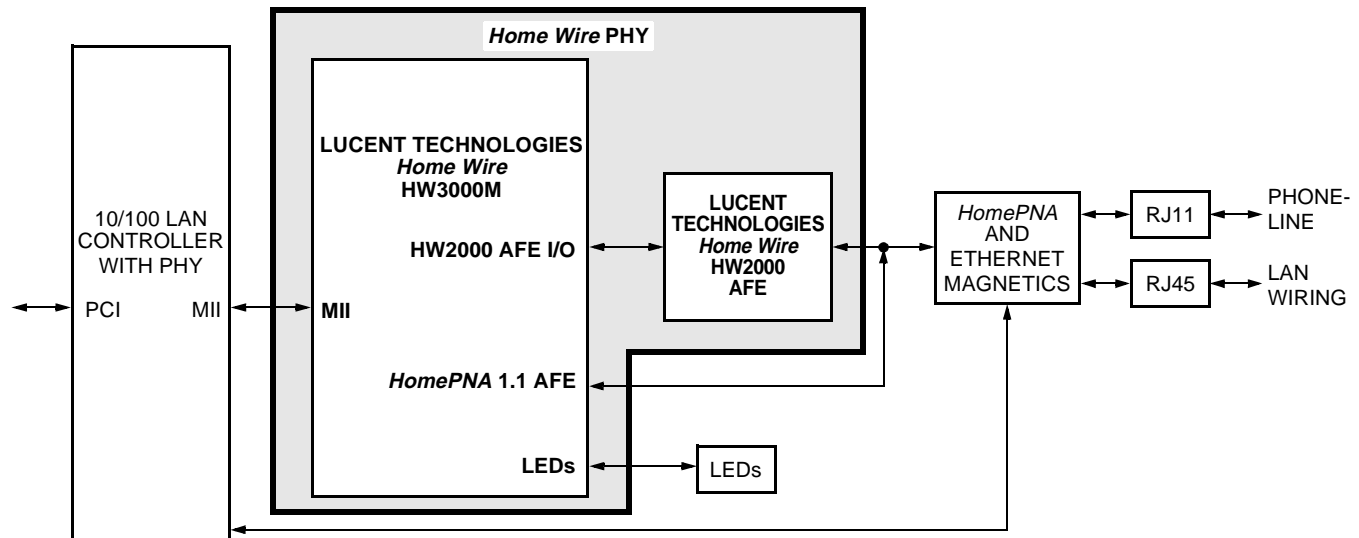 Home Wire PHY
10/100 LAN
CONTROLLER
WITH PHY
PCI
MII
LUCENT TECHNOLOGIES
Home Wire
HW3000M
HW2000 AFE I/O
MII
HomePNA 1.1 AFE
LEDs
LUCENT
TECHNOLOGIES
Home Wire
HW2000
AFE
LEDs
HomePNA
AND
ETHERNET
MAGNETICS
RJ11
PHONE-
LINE
RJ45
LAN
WIRING